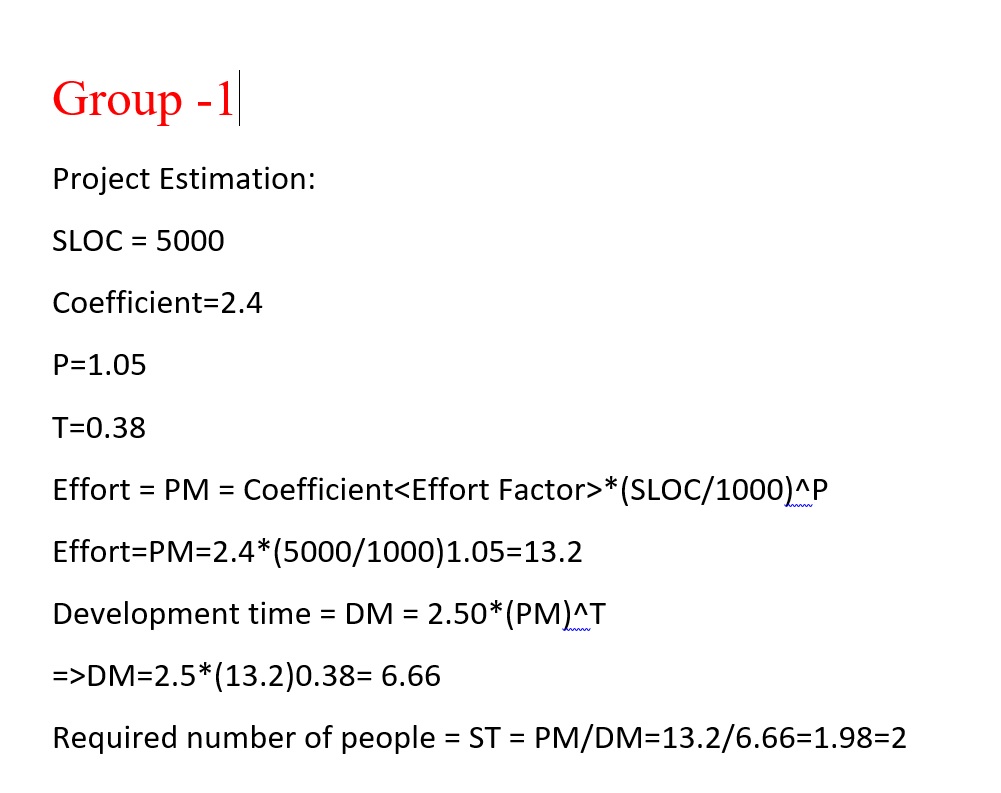 Group -1
Project Estimation:
SLOC = 5000
Coefficient=2.4
P=1.05
T=0.38
Effort = PM = Coefficient<Effort Factor>*(SLOC/1000)^P
Effort=PM=2.4*(5000/1000)1.05=13.2
Development time = DM = 2.50*(PM)^T
=>DM=2.5*(13.2)0.38= 6.66
Required number of people = ST = PM/DM=13.2/6.66=1.98=2